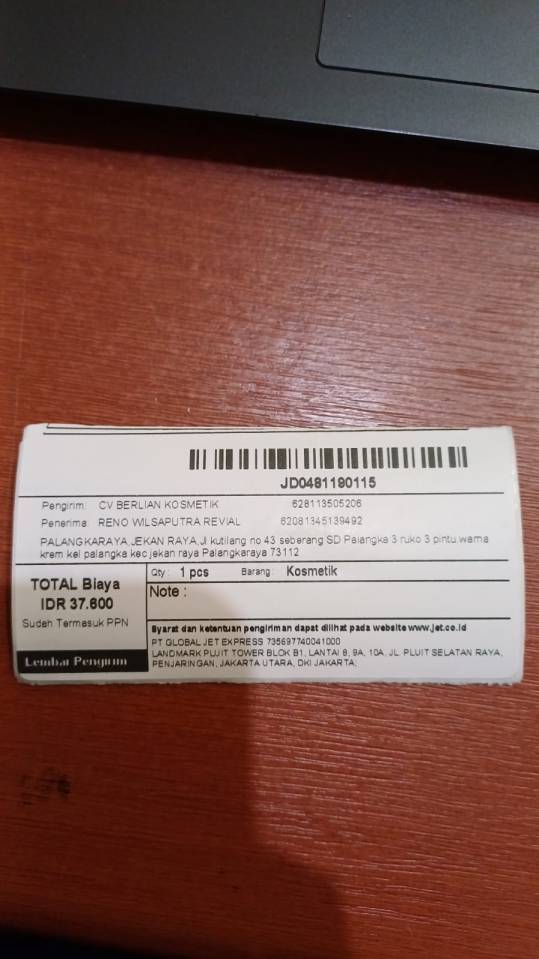 JD0481190115
Pengirim: CV BERLIAN KOSMETIK 628113505206
Penerima: RENO WILSAPUTRA REVIAL 62081345139492
PALANGKARAYA,JEKAN RAYA,Jl kutilang no 43 seberang SD Palangka 3 ruko 3 pintu warna
krem kel palangka kec jekan raya Palangkaraya 73112
TOTAL Biaya
IDR 37.600
Sudah Termasuk PPN
Lembar Pengirim
Qty : 1 pcs Barang : Kosmetik
Note :
Syarat dan ketentuan pengiriman dapat dilihat pada website www.jet.co.id
PT GLOBAL JET EXPRESS 735697740041000
LANDMARK PLUIT TOWER BLOK B1, LANTAI 8, 9A, 10A, JL. PLUIT SELATAN RAYA,
PENJARINGAN, JAKARTA UTARA, DKI JAKARTA;